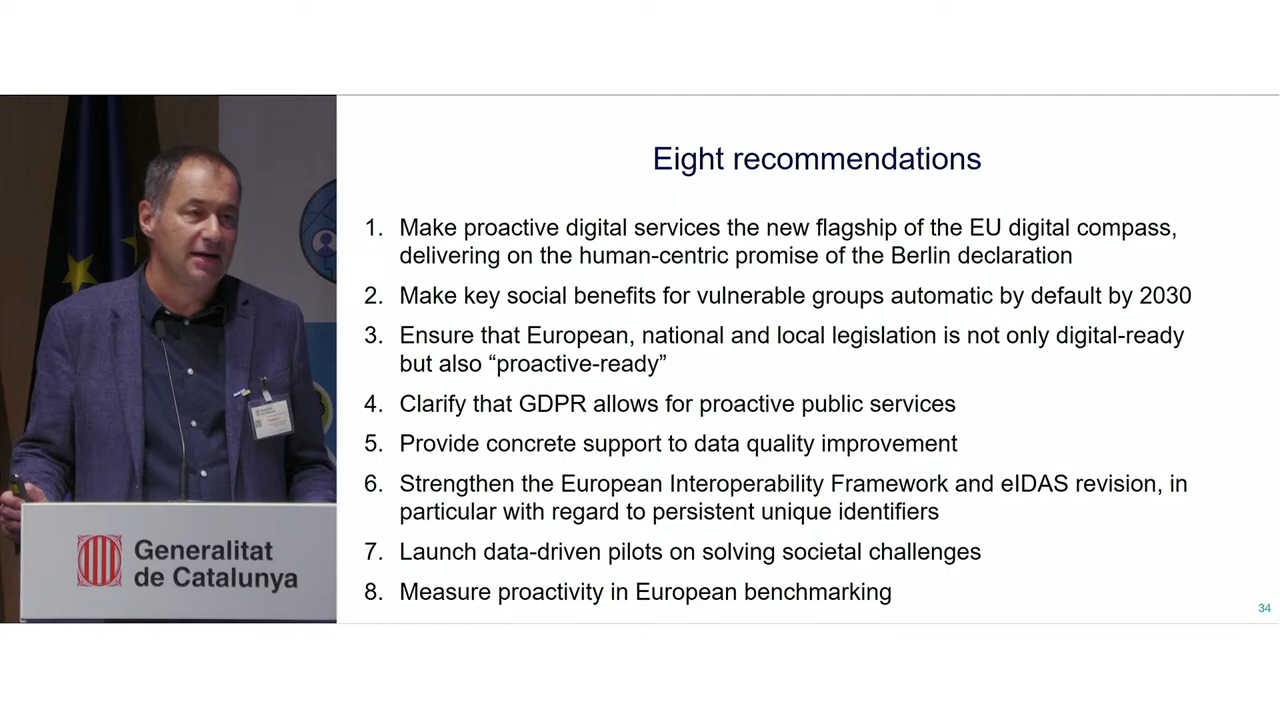 Eight recommendations
1. Make proactive digital services the new flagship of the EU digital compass,
delivering on the human-centric promise of the Berlin declaration
2. Make key social benefits for vulnerable groups automatic by default by 2030
3. Ensure that European, national and local legislation is not only digital-ready
but also “proactive-ready”
4. Clarify that GDPR allows for proactive public services
5. Provide concrete support to data quality improvement
6. Strengthen the European Interoperability Framework and eIDAS revision, in
particular with regard to persistent unique identifiers
7. Launch data-driven pilots on solving societal challenges
8. Measure proactivity in European benchmarking
34
Generalitat
de Catalunya